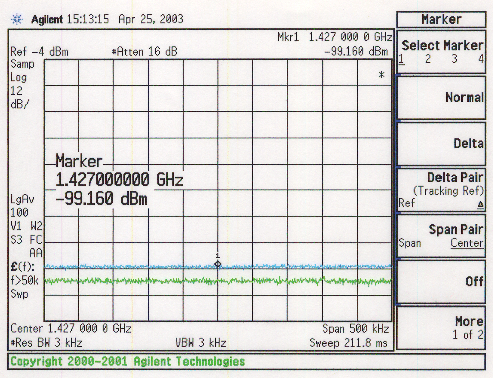 Agilent 15:13:15 Apr 25, 2003
Marker
Mkr1 1.427 000 0 GHz
Ref -4 dBm
#Atten 16 dB
-99.160 dBm
Samp
Log
12
dB/
*
Select Marker
1 2 3 4
Normal
Delta
Delta Pair
(Tracking Ref)
Ref Δ
Span Pair
Span Center
Off
More
1 of 2
Marker
1.427000000 GHz
-99.160 dBm
LgAv
100
V1 W2
S3 FC
AA
£(f):
f>50k
Swp
1
Center 1.427 000 0 GHz
Span 500 kHz
#Res BW 3 kHz
VBW 3 kHz
Sweep 211.8 ms
Copyright 2000-2001 Agilent Technologies